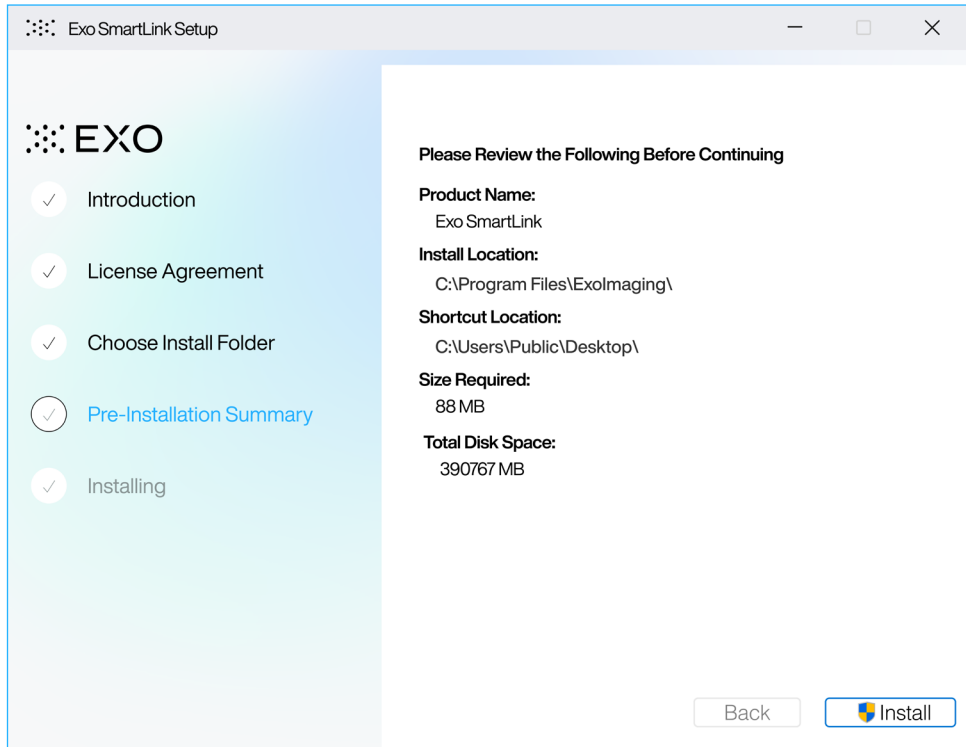 Exo SmartLink Setup
EXO
Introduction
License Agreement
Choose Install Folder
Pre-Installation Summary
Installing
Please Review the Following Before Continuing
Product Name:
Exo SmartLink
Install Location:
C:\Program Files\ExoImaging\
Shortcut Location:
C:\Users\Public\Desktop\
Size Required:
88 MB
Total Disk Space:
390767 MB
Back
Install